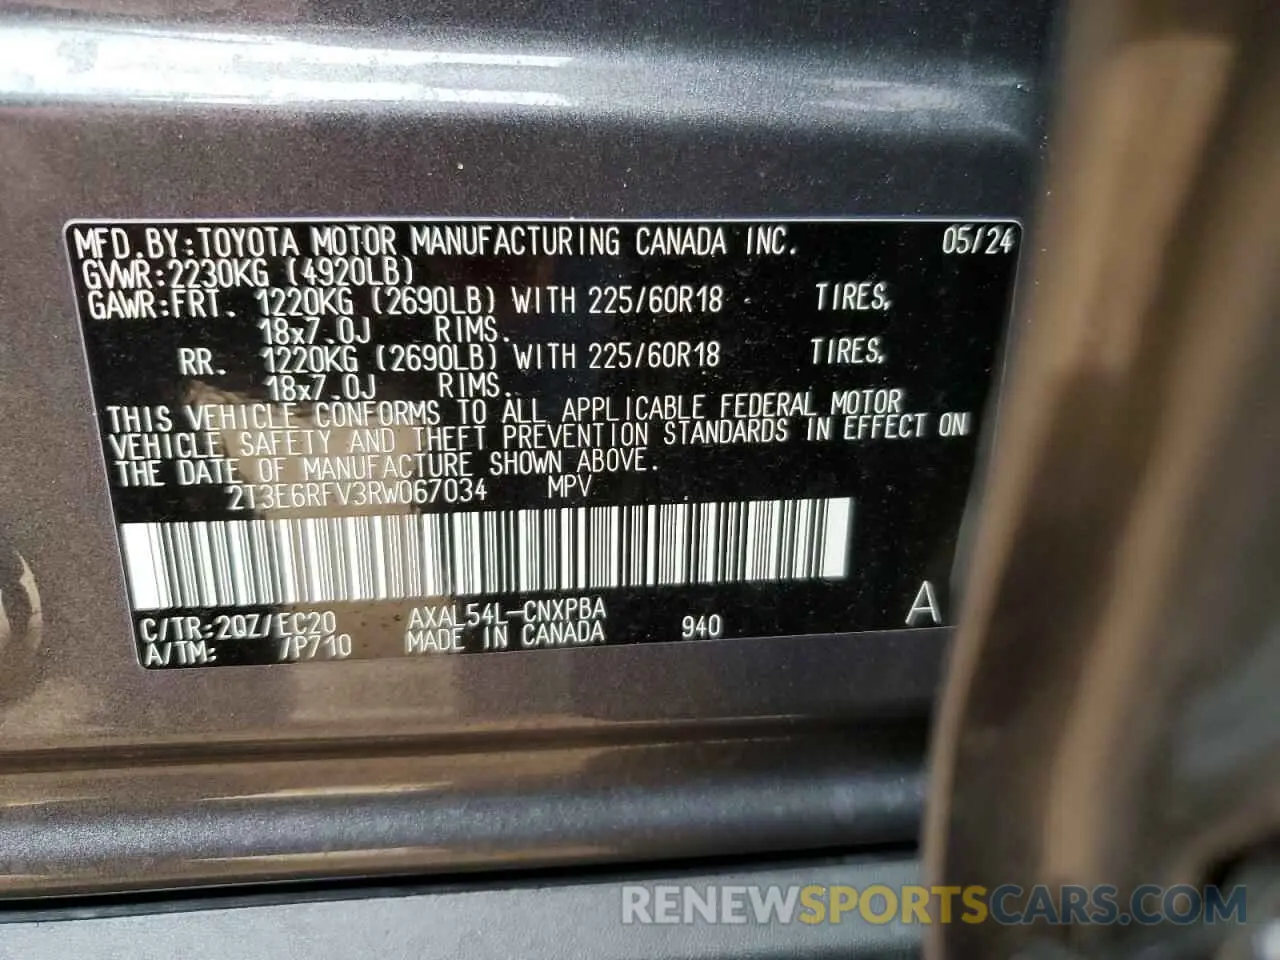 MFD.BY:TOYOTA MOTOR MANUFACTURING CANADA INC. 05/24
GVWR:2230KG (4920LB)
GAWR:FRT. 1220KG (2690LB) WITH 225/60R18 TIRES,
18x7.0J RIMS.
RR. 1220KG (2690LB) WITH 225/60R18 TIRES,
18x7.0J RIMS.
THIS VEHICLE CONFORMS TO ALL APPLICABLE FEDERAL MOTOR
VEHICLE SAFETY AND THEFT PREVENTION STANDARDS IN EFFECT ON
THE DATE OF MANUFACTURE SHOWN ABOVE.
2T3E6RFV3RW067034 MPV
C/TR:2QZ/EC20 AXAL54L-CNXPBA
A/TM: /P710 MADE IN CANADA 940 A
RENEWSPORTSCARS.COM